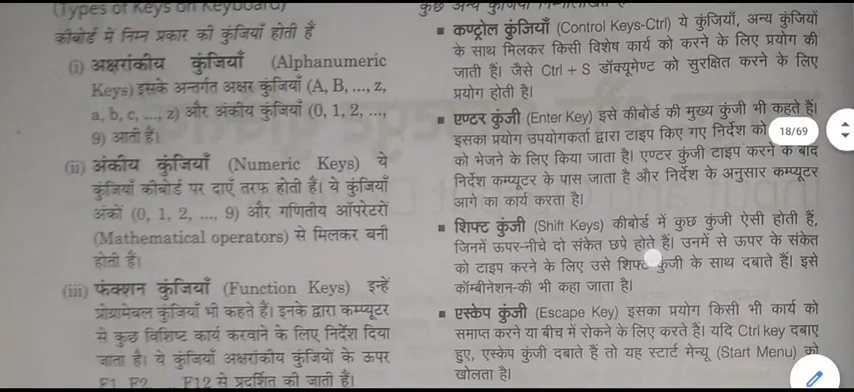 (Types of Keys on Keyboard)
कीबोर्ड में निम्न प्रकार की कुंजियाँ होती हैं
(i) अक्षरांकीय कुंजियाँ (Alphanumeric
Keys) इसके अन्तर्गत अक्षर कुंजियाँ (A, B, ..., z,
a, b, c, ..., z) और अंकीय कुंजियाँ (0, 1, 2, ...,
9) आती हैं।
(ii) अंकीय कुंजियाँ (Numeric Keys) ये
कुंजियाँ कीबोर्ड पर दाएँ तरफ होती हैं। ये कुंजियाँ
अंकों (0, 1, 2, ..., 9) और गणितीय ऑपरेटरों
(Mathematical operators) से मिलकर बनी
होती हैं।
(iii) फंक्शन कुंजियाँ (Function Keys) इन्हें
प्रोग्रामेबल कुंजियाँ भी कहते हैं। इनके द्वारा कम्प्यूटर
से कुछ विशिष्ट कार्य करवाने के लिए निर्देश दिया
जाता है। ये कुंजियाँ अक्षरांकीय कुंजियों के ऊपर
F1, F2, ... F12 से प्रदर्शित की जाती हैं।
कुछ अन्य कुंजियाँ
■ कण्ट्रोल कुंजियाँ (Control Keys-Ctrl) ये कुंजियाँ, अन्य कुंजियों
के साथ मिलकर किसी विशेष कार्य को करने के लिए प्रयोग की
जाती हैं। जैसे Ctrl + S डॉक्यूमेण्ट को सुरक्षित करने के लिए
प्रयोग होती है।
■ एण्टर कुंजी (Enter Key) इसे कीबोर्ड की मुख्य कुंजी भी कहते हैं।
इसका प्रयोग उपयोगकर्ता द्वारा टाइप किए गए निर्देश को
18/69
को भेजने के लिए किया जाता है। एण्टर कुंजी टाइप करने के बाद
निर्देश कम्प्यूटर के पास जाता है और निर्देश के अनुसार कम्प्यूटर
आगे का कार्य करता है।
■ शिफ्ट कुंजी (Shift Keys) कीबोर्ड में कुछ कुंजी ऐसी होती हैं,
जिनमें ऊपर-नीचे दो संकेत छपे होते हैं। उनमें से ऊपर के संकेत
को टाइप करने के लिए उसे शिफ्ट कुंजी के साथ दबाते हैं। इसे
कॉम्बीनेशन-की भी कहा जाता है।
■ एस्केप कुंजी (Escape Key) इसका प्रयोग किसी भी कार्य को
समाप्त करने या बीच में रोकने के लिए करते हैं। यदि Ctrl key दबाए
हुए, एस्केप कुंजी दबाते हैं तो यह स्टार्ट मेन्यू (Start Menu) को
खोलता है।